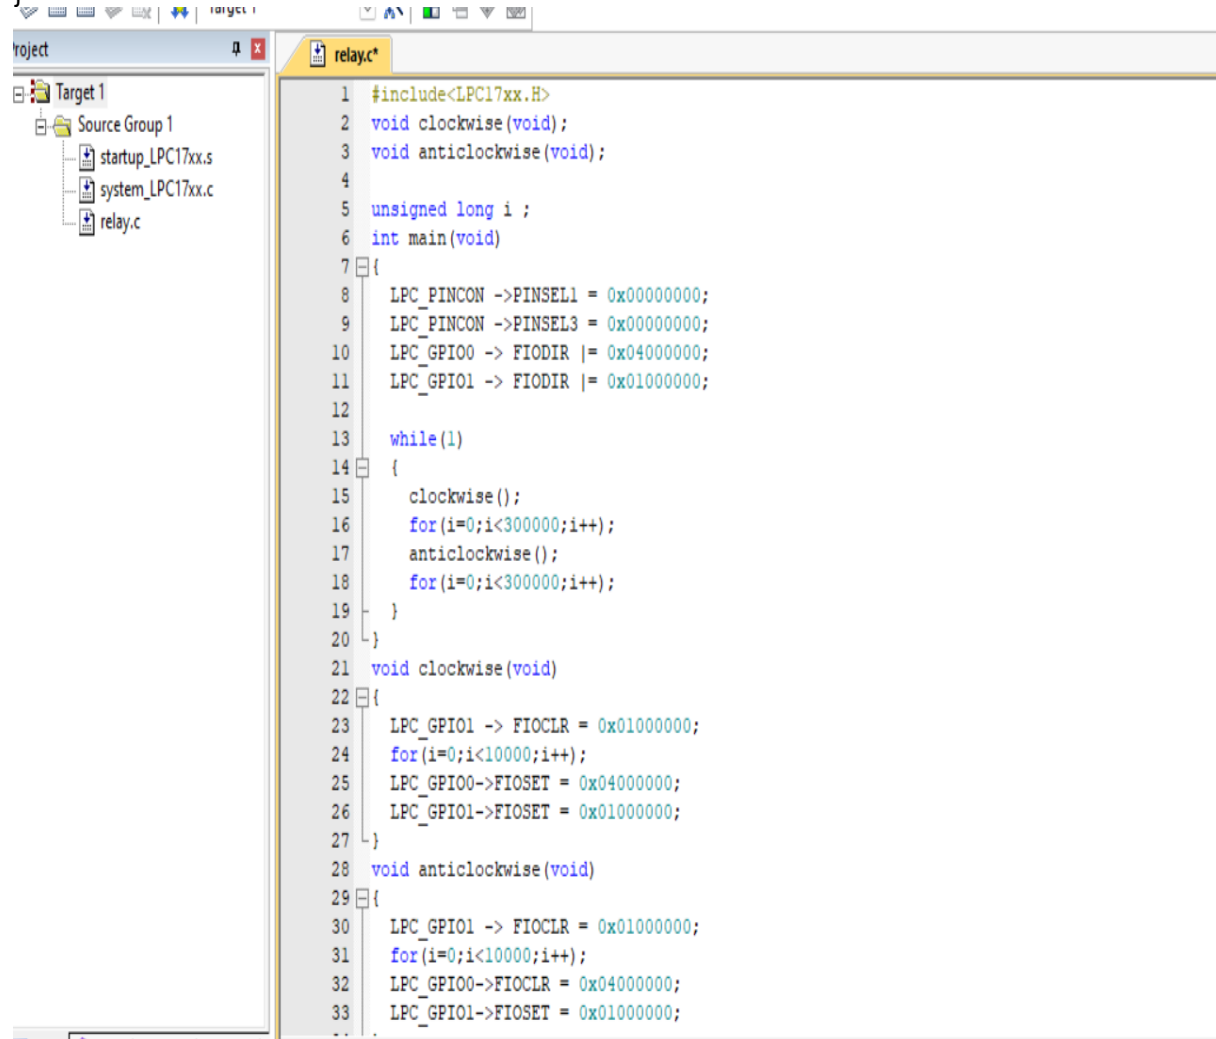 Target 1
Project
Target 1
Source Group 1
startup_LPC17xx.s
system_LPC17xx.c
relay.c
relay.c*
1 #include<LPC17xx.H>
2 void clockwise(void);
3 void anticlockwise(void);
4
5 unsigned long i ;
6 int main(void)
7 {
8 LPC_PINCON ->PINSEL1 = 0x00000000;
9 LPC_PINCON ->PINSEL3 = 0x00000000;
10 LPC_GPIO0 -> FIODIR |= 0x04000000;
11 LPC_GPIO1 -> FIODIR |= 0x01000000;
12
13 while(1)
14 {
15 clockwise();
16 for(i=0;i<300000;i++);
17 anticlockwise();
18 for(i=0;i<300000;i++);
19 }
20 }
21 void clockwise(void)
22 {
23 LPC_GPIO1 -> FIOCLR = 0x01000000;
24 for(i=0;i<10000;i++);
25 LPC_GPIO0->FIOSET = 0x04000000;
26 LPC_GPIO1->FIOSET = 0x01000000;
27 }
28 void anticlockwise(void)
29 {
30 LPC_GPIO1 -> FIOCLR = 0x01000000;
31 for(i=0;i<10000;i++);
32 LPC_GPIO0->FIOCLR = 0x04000000;
33 LPC_GPIO1->FIOSET = 0x01000000;